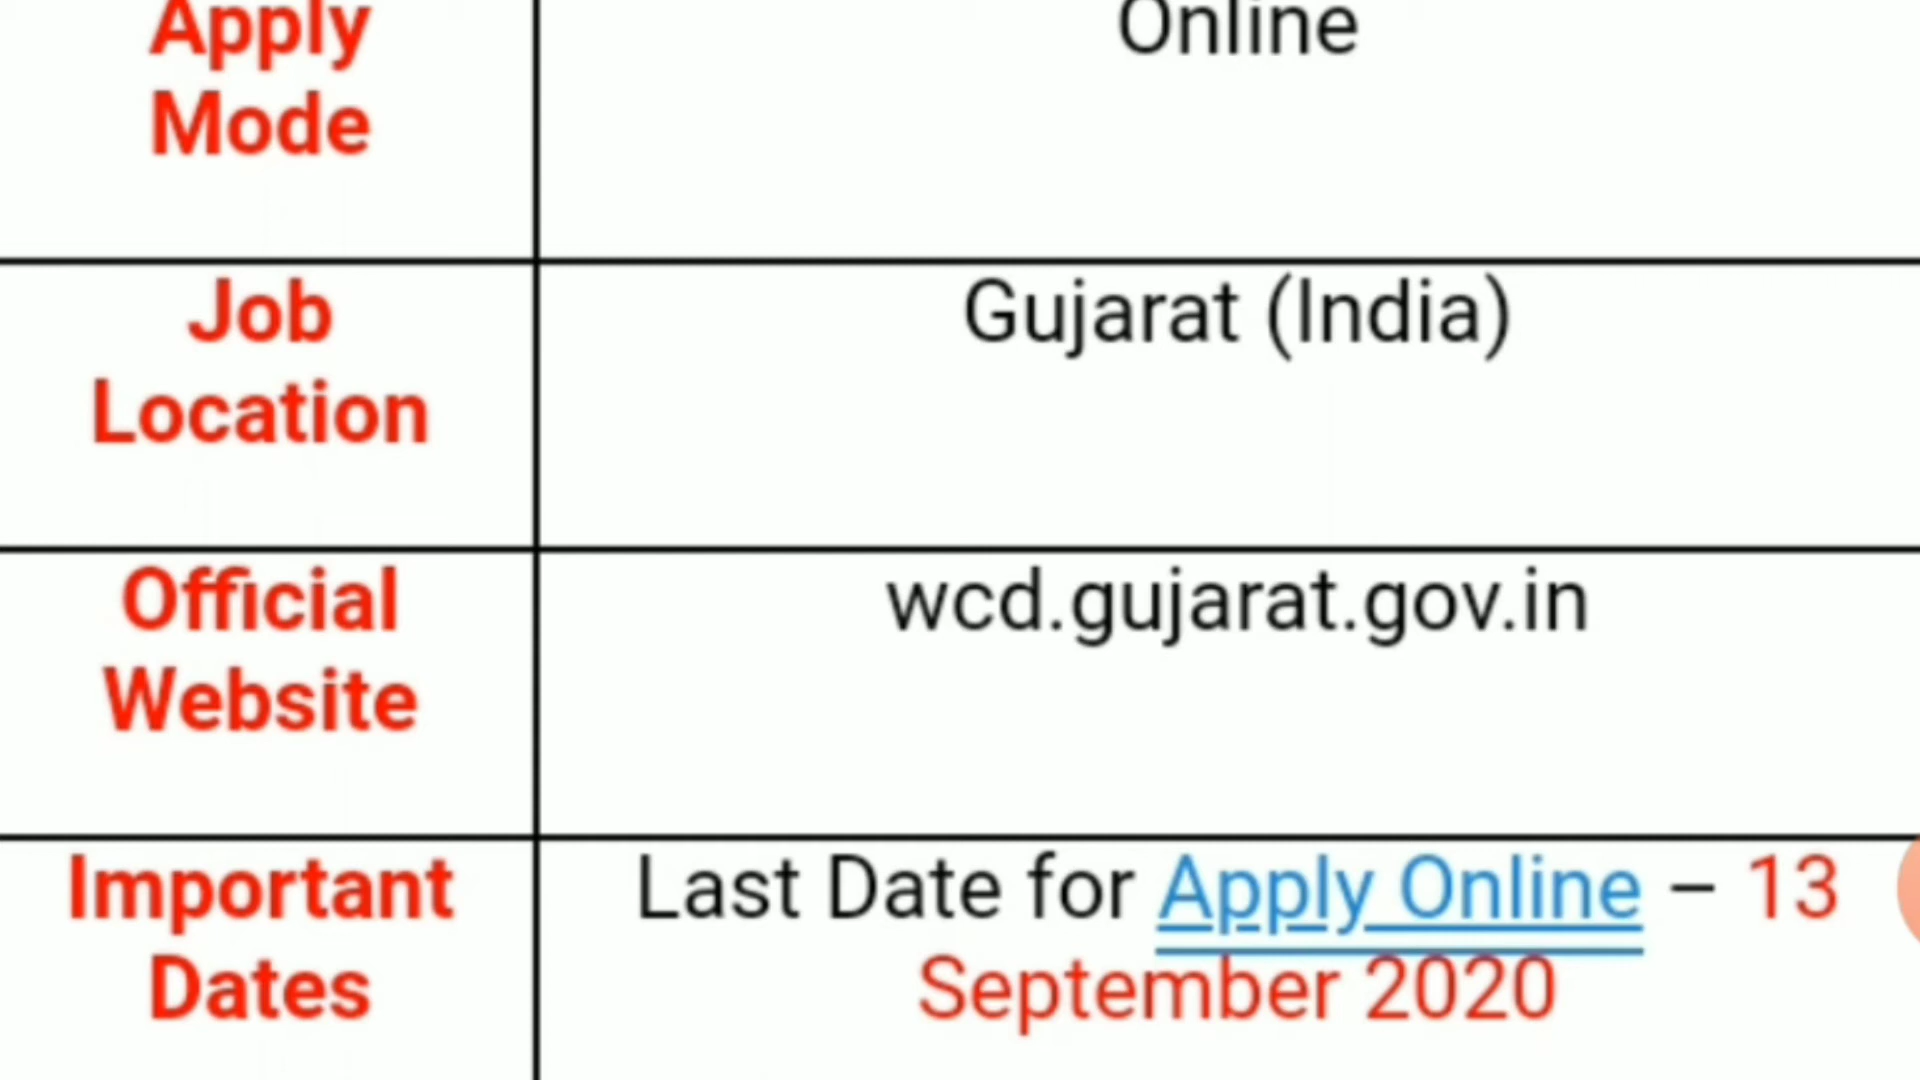 Apply
Mode
Online
Job
Location
Gujarat (India)
Official
Website
wcd.gujarat.gov.in
Important
Dates
Last Date for Apply Online – 13
September 2020